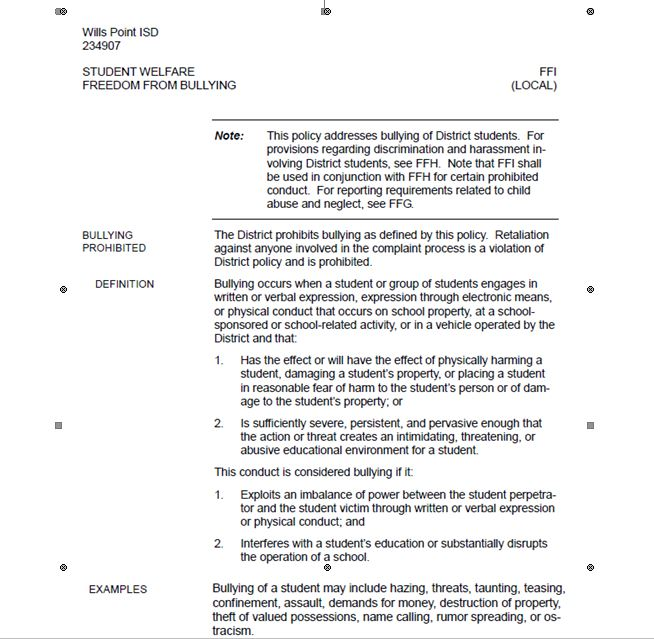 Wills Point ISD
234907
STUDENT WELFARE FFI
FREEDOM FROM BULLYING (LOCAL)
Note: This policy addresses bullying of District students. For
provisions regarding discrimination and harassment in-
volving District students, see FFH. Note that FFI shall
be used in conjunction with FFH for certain prohibited
conduct. For reporting requirements related to child
abuse and neglect, see FFG.
BULLYING
PROHIBITED
The District prohibits bullying as defined by this policy. Retaliation
against anyone involved in the complaint process is a violation of
District policy and is prohibited.
DEFINITION
Bullying occurs when a student or group of students engages in
written or verbal expression, expression through electronic means,
or physical conduct that occurs on school property, at a school-
sponsored or school-related activity, or in a vehicle operated by the
District and that:
1. Has the effect or will have the effect of physically harming a
student, damaging a student's property, or placing a student
in reasonable fear of harm to the student's person or of dam-
age to the student's property; or
2. Is sufficiently severe, persistent, and pervasive enough that
the action or threat creates an intimidating, threatening, or
abusive educational environment for a student.
This conduct is considered bullying if it:
1. Exploits an imbalance of power between the student perpetra-
tor and the student victim through written or verbal expression
or physical conduct; and
2. Interferes with a student's education or substantially disrupts
the operation of a school.
EXAMPLES
Bullying of a student may include hazing, threats, taunting, teasing,
confinement, assault, demands for money, destruction of property,
theft of valued possessions, name calling, rumor spreading, or os-
tracism.